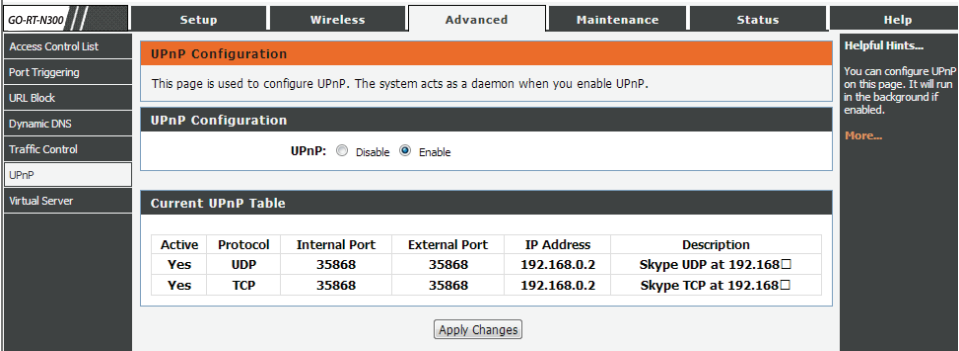 GO-RT-N300 Setup Wireless Advanced Maintenance Status Help
Access Control List
Port Triggering
URL Block
Dynamic DNS
Traffic Control
UPnP
Virtual Server
UPnP Configuration
This page is used to configure UPnP. The system acts as a daemon when you enable UPnP.
UPnP Configuration
UPnP: Disable Enable
Current UPnP Table
Active Protocol Internal Port External Port IP Address Description
Yes UDP 35868 35868 192.168.0.2 Skype UDP at 192.168□
Yes TCP 35868 35868 192.168.0.2 Skype TCP at 192.168□
Apply Changes
Helpful Hints...
You can configure UPnP
on this page. It will run
in the background if
enabled.
More...